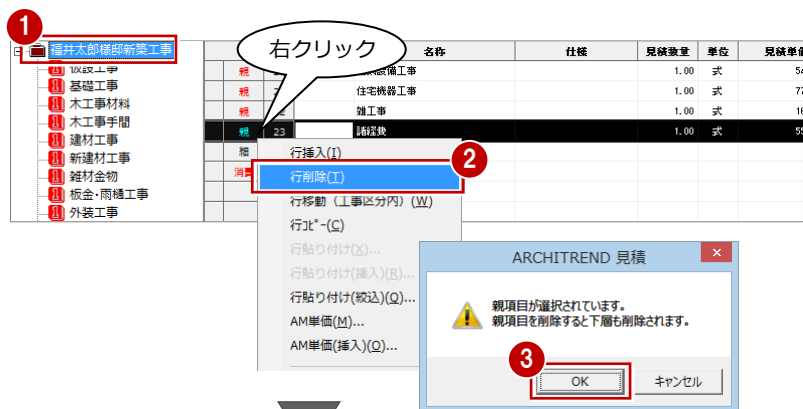 1
福井太郎様邸新築工事
仮設工事
基礎工事
木工事材料
木工事手間
建材工事
新建材工事
雑材金物
板金・雨樋工事
外装工事
右クリック
名称 仕様 見積数量 単位 見積単価
親 設備工事 1.00 式 54
親 住宅機器工事 1.00 式 77
親 雑工事 1.00 式 16
親 23 諸経費 1.00 式 55
細
消費
行挿入(I)
2
行削除(T)
行移動（工事区分内）(W)
行ｺﾋﾟｰ(C)
行貼り付け(X)...
行貼り付け(挿入)(R)...
行貼り付け(絞込)(Q)...
AM単価(M)...
AM単価(挿入)(O)...
ARCHITREND 見積
×
親項目が選択されています。
親項目を削除すると下層も削除されます。
3
OK キャンセル